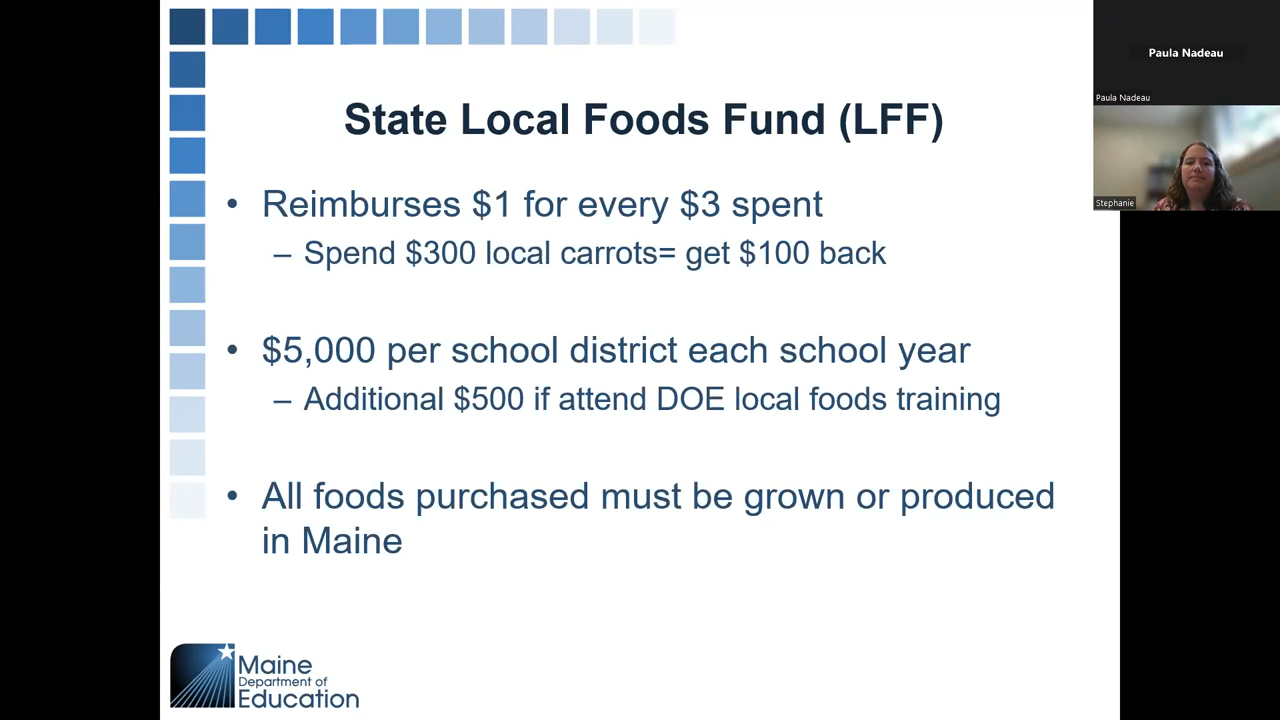 State Local Foods Fund (LFF)
• Reimburses $1 for every $3 spent
– Spend $300 local carrots= get $100 back
• $5,000 per school district each school year
– Additional $500 if attend DOE local foods training
• All foods purchased must be grown or produced
in Maine
Maine
Department of
Education
Paula Nadeau
Paula Nadeau
Stephanie